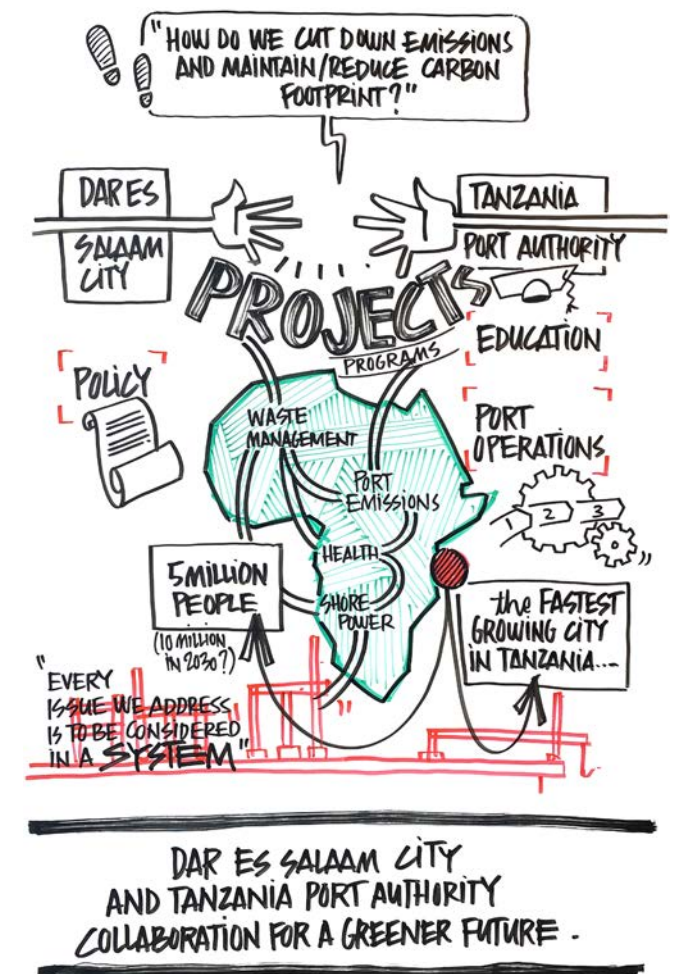 "HOW DO WE CUT DOWN EMISSIONS
AND MAINTAIN/REDUCE CARBON
FOOTPRINT?"
DAR ES
SALAAM
CITY
TANZANIA
PORT AUTHORITY
PROJECTS
PROGRAMS
POLICY
EDUCATION
PORT
OPERATIONS
1 2 3
"
WASTE
MANAGEMENT
PORT
EMISSIONS
HEALTH
SHORE
POWER
5 MILLION
PEOPLE
(10 MILLION
IN 2030?)
the FASTEST
GROWING CITY
IN TANZANIA....
"EVERY
ISSUE WE ADDRESS
IS TO BE CONSIDERED
IN A SYSTEM"
"
DAR ES SALAAM CITY
AND TANZANIA PORT AUTHORITY
COLLABORATION FOR A GREENER FUTURE.